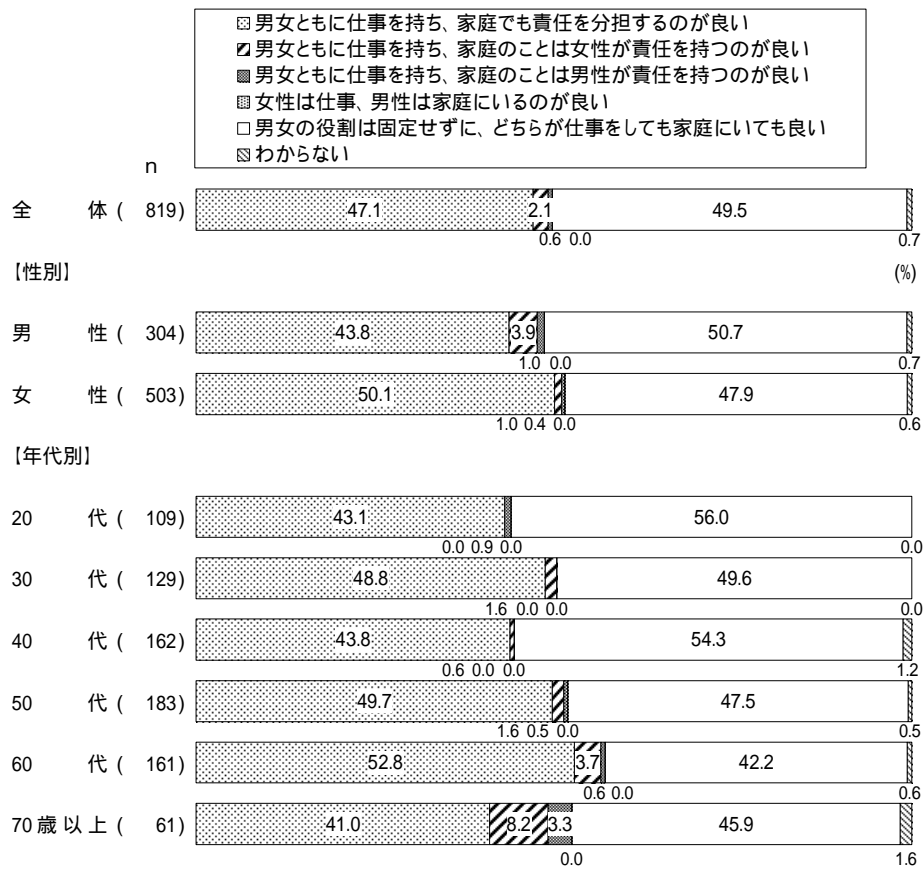 男女ともに仕事を持ち、家庭でも責任を分担するのが良い
男女ともに仕事を持ち、家庭のことは女性が責任を持つのが良い
男女ともに仕事を持ち、家庭のことは男性が責任を持つのが良い
女性は仕事、男性は家庭にいるのが良い
男女の役割は固定せずに、どちらが仕事をしても家庭にいても良い
わからない
n
全 体 ( 819) 47.1 2.1 49.5
0.6 0.0 0.7
【性別】 (%)
男 性 ( 304) 43.8 3.9 50.7
1.0 0.0 0.7
女 性 ( 503) 50.1 47.9
1.0 0.4 0.0 0.6
【年代別】
20 代 ( 109) 43.1 56.0
0.0 0.9 0.0 0.0
30 代 ( 129) 48.8 49.6
1.6 0.0 0.0 0.0
40 代 ( 162) 43.8 54.3
0.6 0.0 0.0 1.2
50 代 ( 183) 49.7 47.5
1.6 0.5 0.0 0.5
60 代 ( 161) 52.8 3.7 42.2
0.6 0.0 0.6
70歳以上 ( 61) 41.0 8.2 3.3 45.9
0.0 1.6